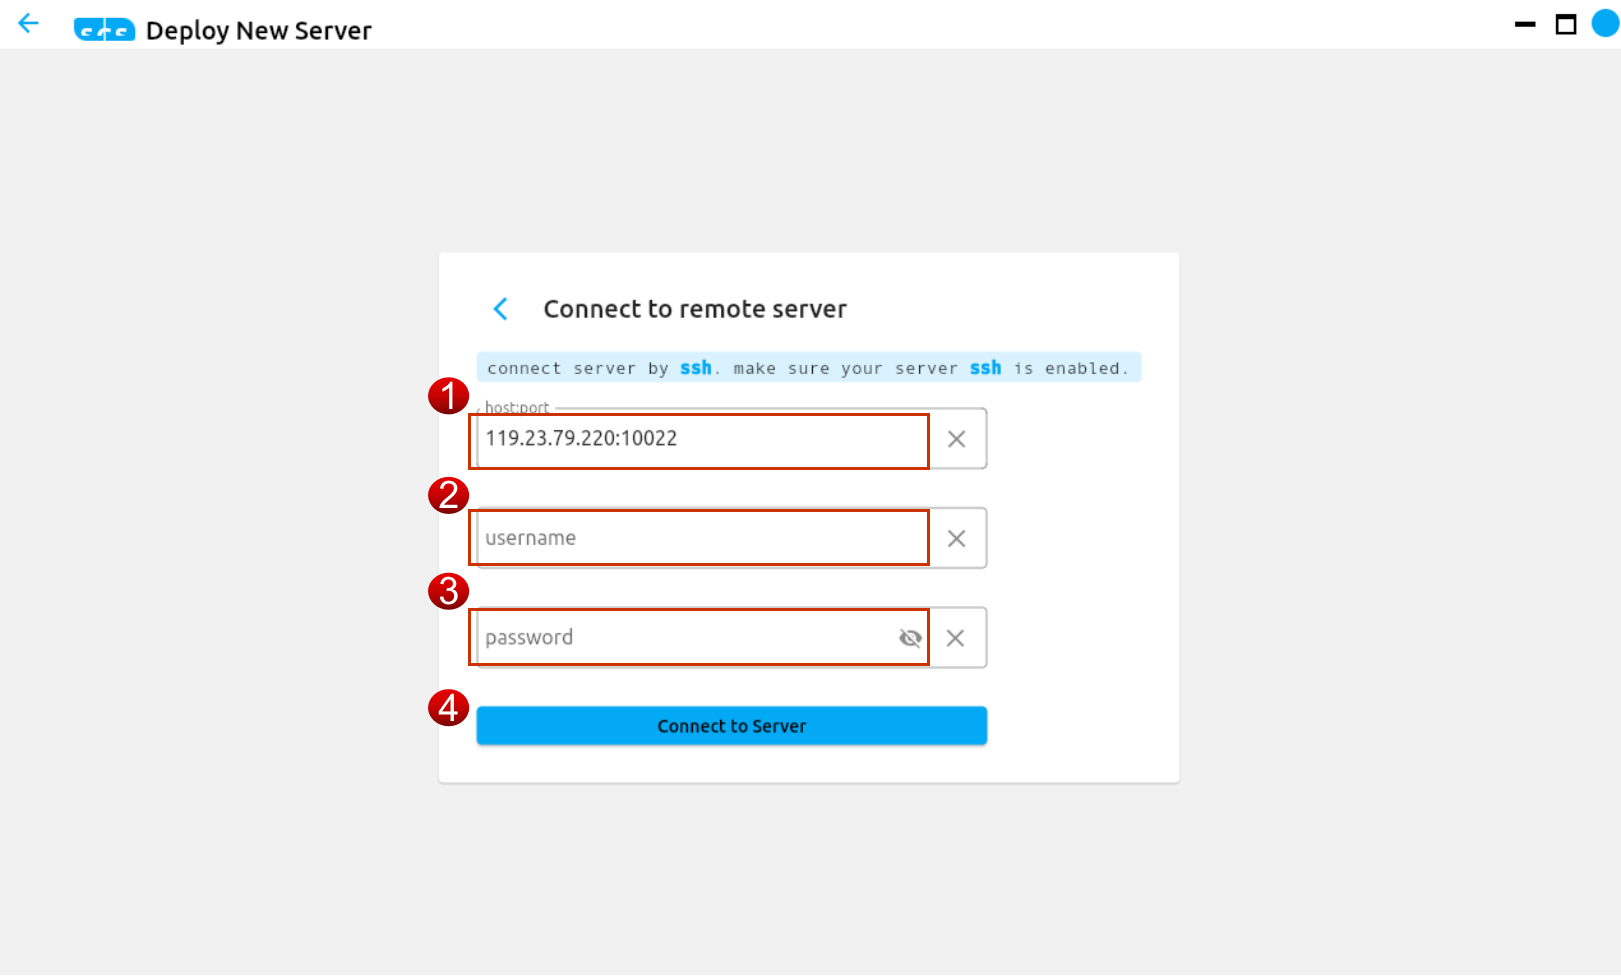 Deploy New Server
Connect to remote server
connect server by ssh. make sure your server ssh is enabled.
1
host:port
119.23.79.220:10022
2
username
3
password
4
Connect to Server